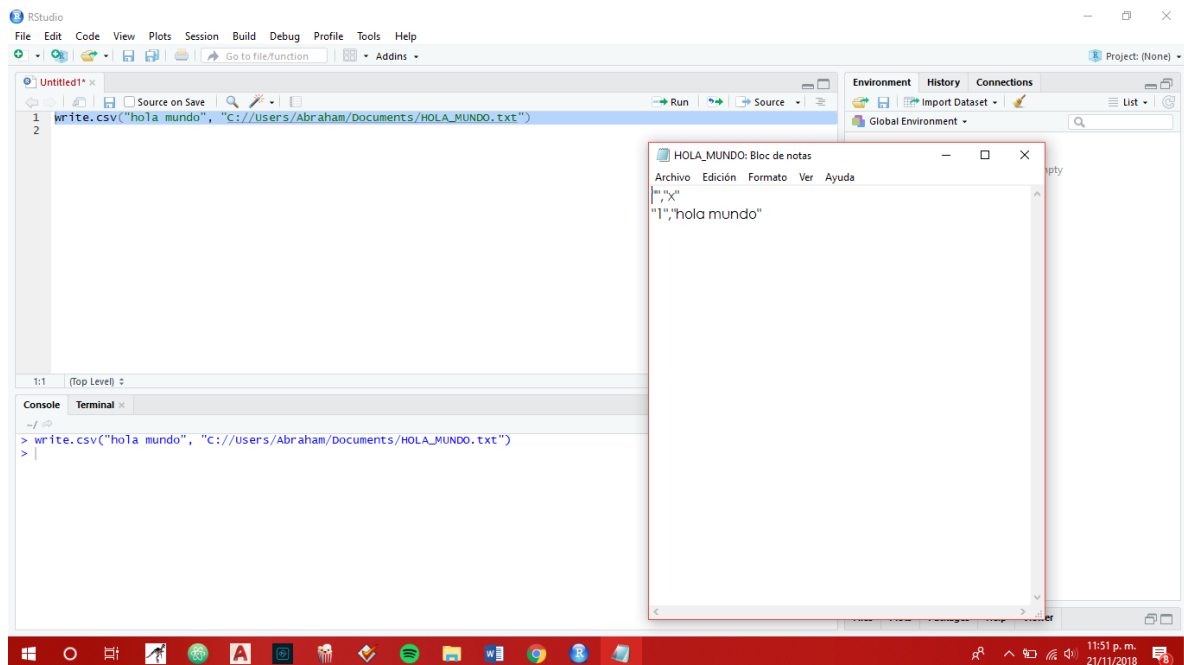 RStudio
File Edit Code View Plots Session Build Debug Profile Tools Help
Go to file/function
Addins
Project: (None)
Untitled1*
Source on Save
Run
Source
1 write.csv("hola mundo", "C://Users/Abraham/Documents/HOLA_MUNDO.txt")
2
1:1 (Top Level)
Console Terminal
~/
> write.csv("hola mundo", "C://Users/Abraham/Documents/HOLA_MUNDO.txt")
>
Environment History Connections
Import Dataset
List
Global Environment
HOLA_MUNDO: Bloc de notas
Archivo Edición Formato Ver Ayuda
"","x"
"1","hola mundo"
11:51 p. m.
21/11/2018
8